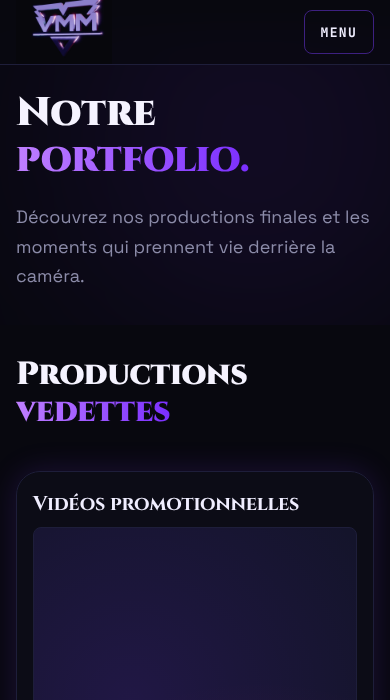 VMM
MENU
Notre
portfolio.
Découvrez nos productions finales et les
moments qui prennent vie derrière la
caméra.
Productions
vedettes
Vidéos promotionnelles